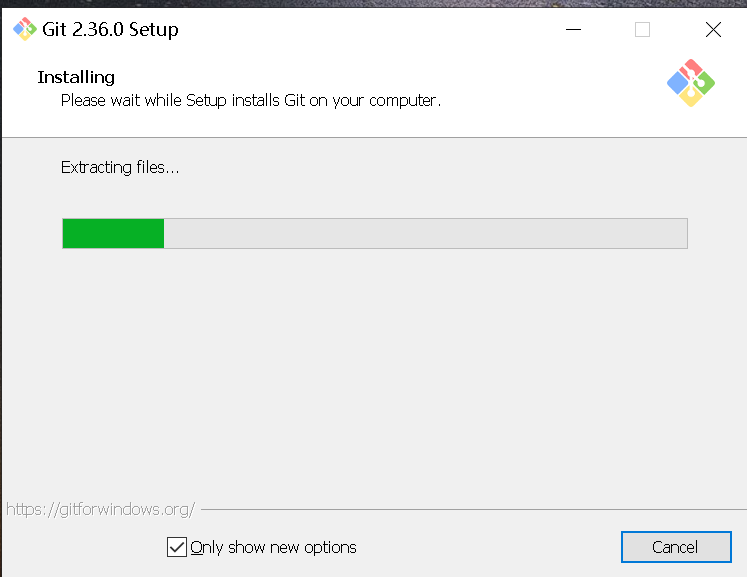 Git 2.36.0 Setup
Installing
Please wait while Setup installs Git on your computer.
Extracting files...
https://gitforwindows.org/
Only show new options
Cancel